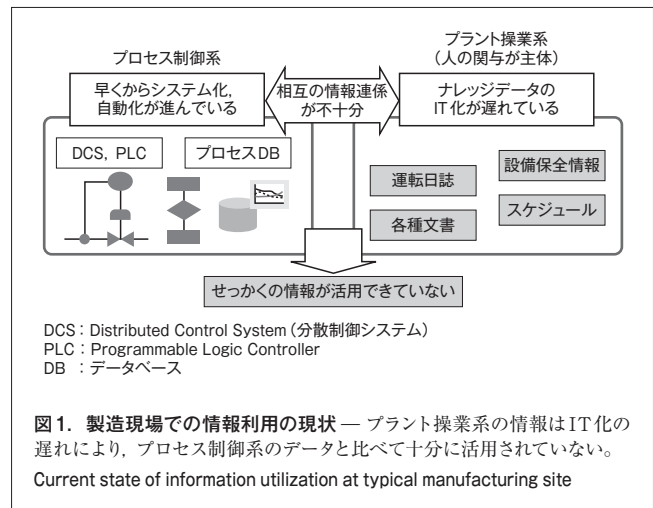 プロセス制御系
プラント操業系
(人の関与が主体)
早くからシステム化,
自動化が進んでいる
相互の情報連係
が不十分
ナレッジデータの
IT化が遅れている
DCS, PLC
プロセスDB
運転日誌
設備保全情報
各種文書
スケジュール
せっかくの情報が活用できていない
DCS : Distributed Control System (分散制御システム)
PLC : Programmable Logic Controller
DB : データベース
図1. 製造現場での情報利用の現状 — プラント操業系の情報はIT化の
遅れにより, プロセス制御系のデータと比べて十分に活用されていない。
Current state of information utilization at typical manufacturing site